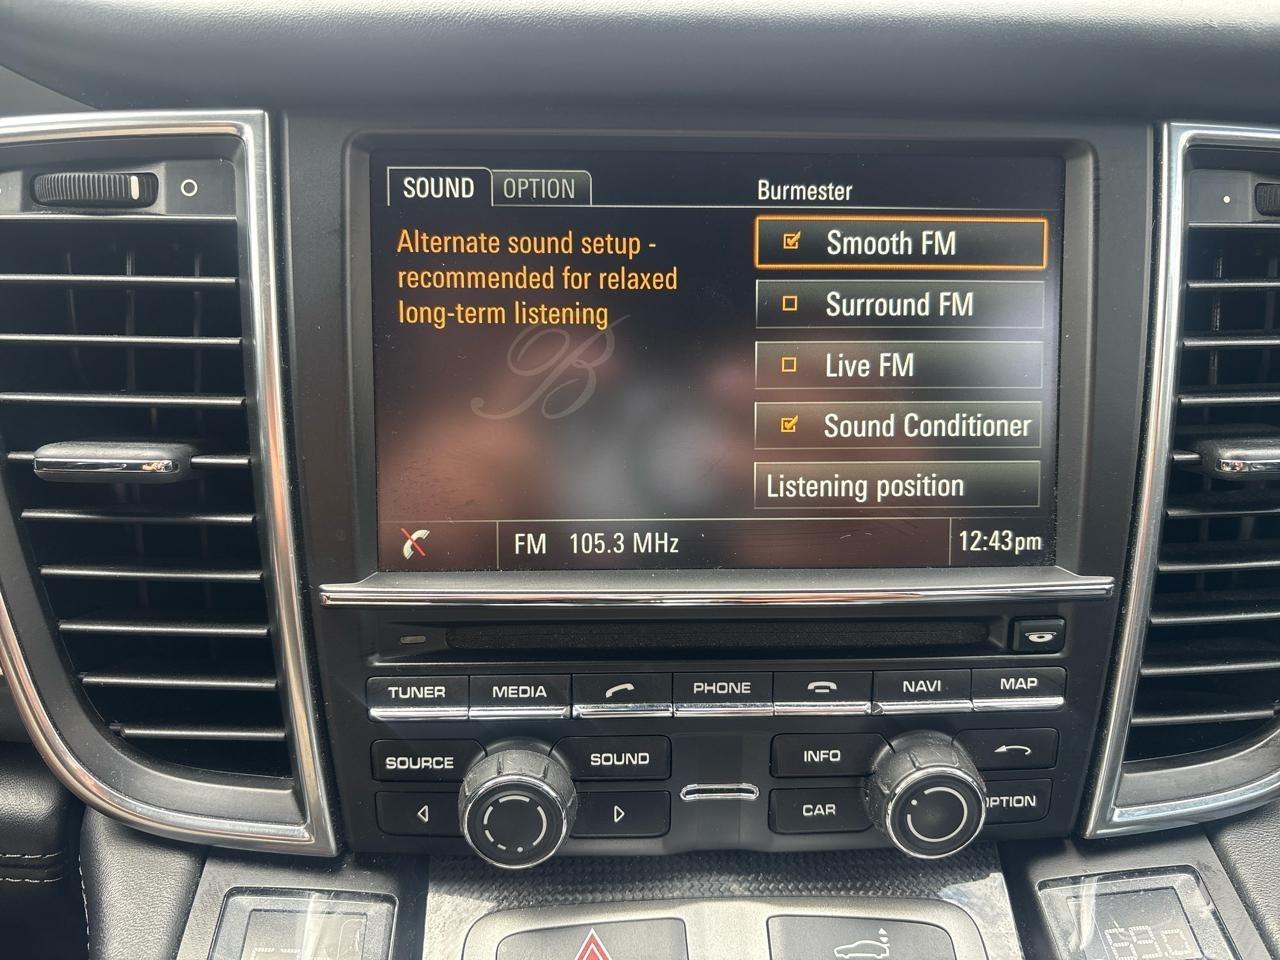 SOUND OPTION Burmester
Alternate sound setup -
recommended for relaxed
long-term listening
Smooth FM
Surround FM
Live FM
Sound Conditioner
Listening position
B
FM 105.3 MHz 12:43pm
TUNER MEDIA PHONE NAVI MAP
SOURCE SOUND INFO
CAR OPTION